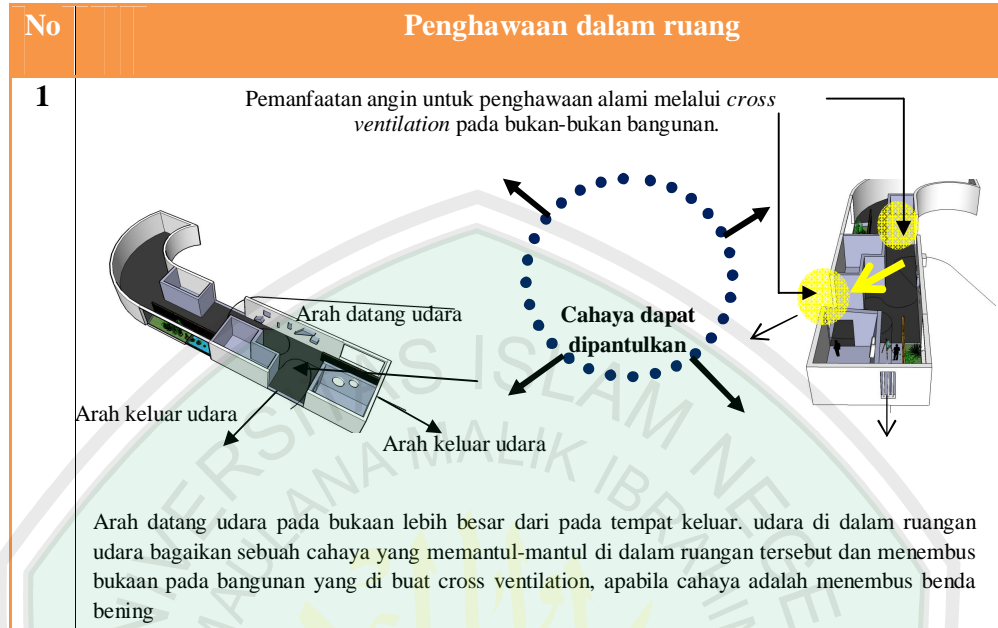 No
Penghawaan dalam ruang
1
Pemanfaatan angin untuk penghawaan alami melalui cross
ventilation pada bukan-bukan bangunan.
Arah datang udara
Cahaya dapat
dipantulkan
Arah keluar udara
Arah keluar udara
Arah datang udara pada bukaan lebih besar dari pada tempat keluar. udara di dalam ruangan
udara bagaikan sebuah cahaya yang memantul-mantul di dalam ruangan tersebut dan menembus
bukaan pada bangunan yang di buat cross ventilation, apabila cahaya adalah menembus benda
bening